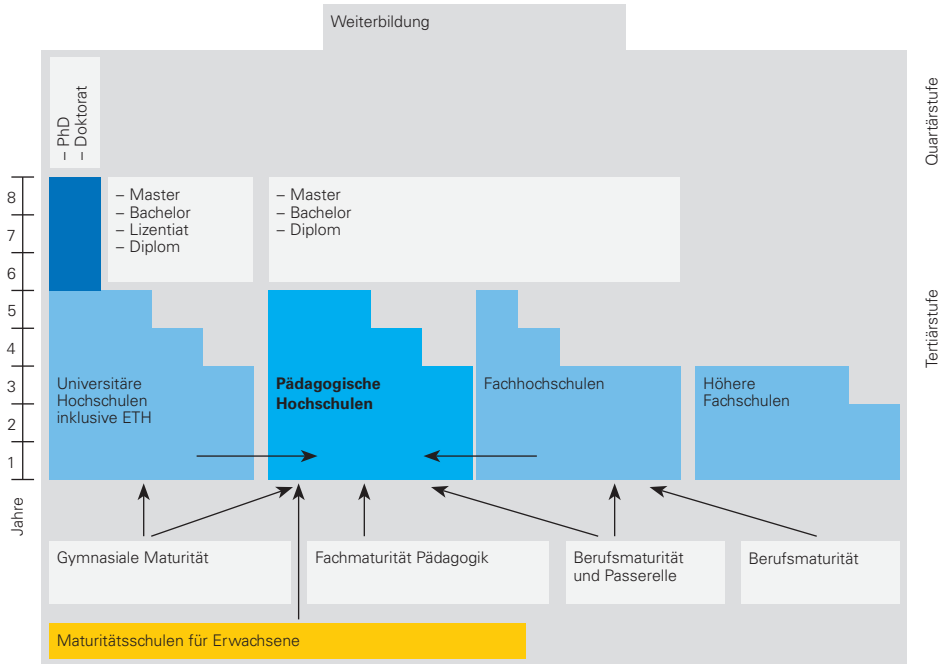 Weiterbildung
– PhD
– Doktorat
Quartärstufe
8
7
6
5
4
3
2
1
Jahre
– Master
– Bachelor
– Lizentiat
– Diplom
– Master
– Bachelor
– Diplom
Tertiärstufe
Universitäre
Hochschulen
inklusive ETH
Pädagogische
Hochschulen
Fachhochschulen
Höhere
Fachschulen
Gymnasiale Maturität
Fachmaturität Pädagogik
Berufsmaturität
und Passerelle
Berufsmaturität
Maturitätsschulen für Erwachsene